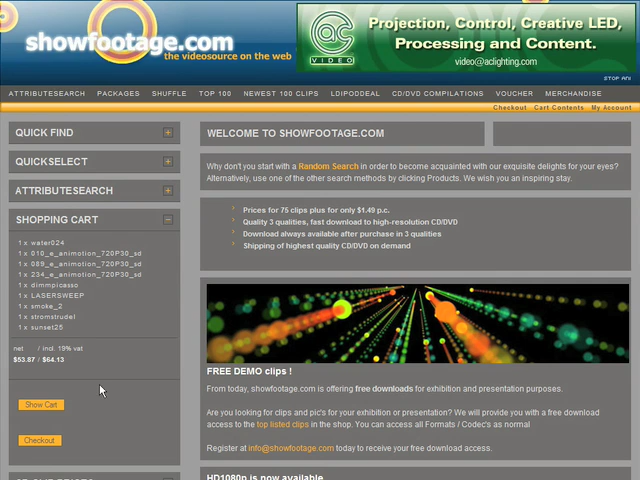 showfootage.com
the videosource on the web
Projection, Control, Creative LED,
Processing and Content.
video@aclighting.com
ac
VIDEO
STOP ANI
ATTRIBUTESEARCH PACKAGES SHUFFLE TOP 100 NEWEST 100 CLIPS LDIPODDEAL CD/DVD COMPILATIONS VOUCHER MERCHANDISE
Checkout Cart Contents My Account
QUICK FIND
QUICKSELECT
ATTRIBUTESEARCH
SHOPPING CART
1 x water024
1 x 010_e_animotion_720P30_sd
1 x 089_e_animotion_720P30_sd
1 x 234_e_animotion_720P30_sd
1 x dimmpicasso
1 x LASERSWEEP
1 x smoke_2
1 x stromstrudel
1 x sunset25
net / incl. 19% vat
$53.87 / $64.13
Show Cart
Checkout
WELCOME TO SHOWFOOTAGE.COM
Why don't you start with a Random Search in order to become acquainted with our exquisite delights for your eyes?
Alternatively, use one of the other search methods by clicking Products. We wish you an inspiring stay.
Prices for 75 clips plus for only $1.49 p.c.
Quality 3 qualities, fast download to high-resolution CD/DVD
Download always available after purchase in 3 qualities
Shipping of highest quality CD/DVD on demand
FREE DEMO clips !
From today, showfootage.com is offering free downloads for exhibition and presentation purposes.
Are you looking for clips and pic's for your exhibition or presentation? We will provide you with a free download
access to the top listed clips in the shop. You can access all Formats / Codec's as normal
Register at info@showfootage.com today to receive your free download access.
HD1080p is now available